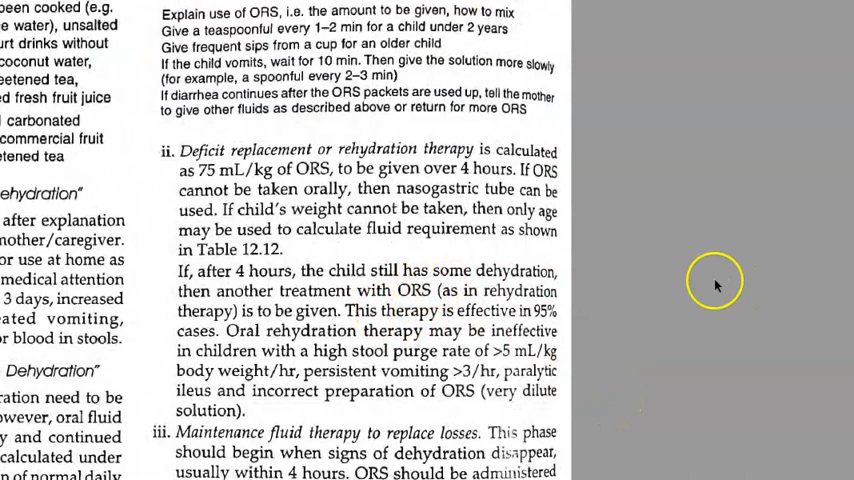 been cooked (e.g.
e water), unsalted
urt drinks without
coconut water,
eetened tea,
d fresh fruit juice
carbonated
commercial fruit
etened tea
ehydration"
after explanation
mother/caregiver.
or use at home as
medical attention
3 days, increased
eated vomiting,
r blood in stools.
Dehydration"
ration need to be
owever, oral fluid
y and continued
calculated under
n of normal daily
Explain use of ORS, i.e. the amount to be given, how to mix
Give a teaspoonful every 1–2 min for a child under 2 years
Give frequent sips from a cup for an older child
If the child vomits, wait for 10 min. Then give the solution more slowly
(for example, a spoonful every 2–3 min)
If diarrhea continues after the ORS packets are used up, tell the mother
to give other fluids as described above or return for more ORS
ii. Deficit replacement or rehydration therapy is calculated
as 75 mL/kg of ORS, to be given over 4 hours. If ORS
cannot be taken orally, then nasogastric tube can be
used. If child's weight cannot be taken, then only age
may be used to calculate fluid requirement as shown
in Table 12.12.
If, after 4 hours, the child still has some dehydration,
then another treatment with ORS (as in rehydration
therapy) is to be given. This therapy is effective in 95%
cases. Oral rehydration therapy may be ineffective
in children with a high stool purge rate of >5 mL/kg
body weight/hr, persistent vomiting >3/hr, paralytic
ileus and incorrect preparation of ORS (very dilute
solution).
iii. Maintenance fluid therapy to replace losses. This phase
should begin when signs of dehydration disappear,
usually within 4 hours. ORS should be administered